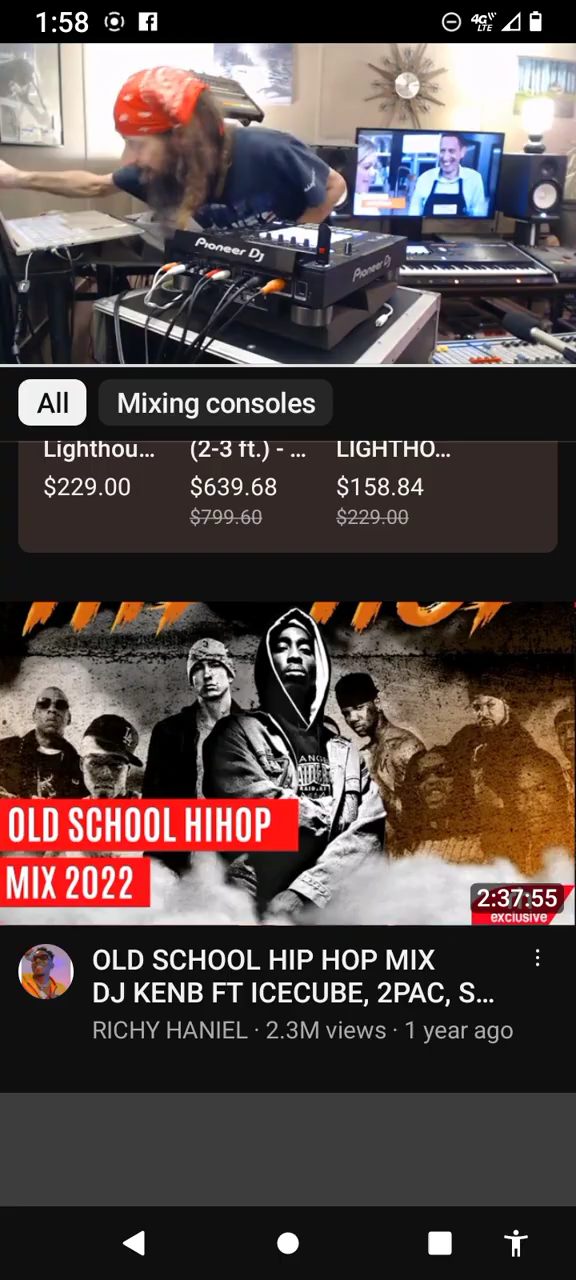 1:58
4G
LTE
Pioneer Dj
Pioneer Dj
All
Mixing consoles
Lighthou...
(2-3 ft.) - ...
LIGHTHO...
$229.00
$639.68
$158.84
$799.60
$229.00
HIP HOP
OLD SCHOOL HIHOP
MIX 2022
2:37:55
exclusive
OLD SCHOOL HIP HOP MIX
DJ KENB FT ICECUBE, 2PAC, S...
RICHY HANIEL · 2.3M views · 1 year ago